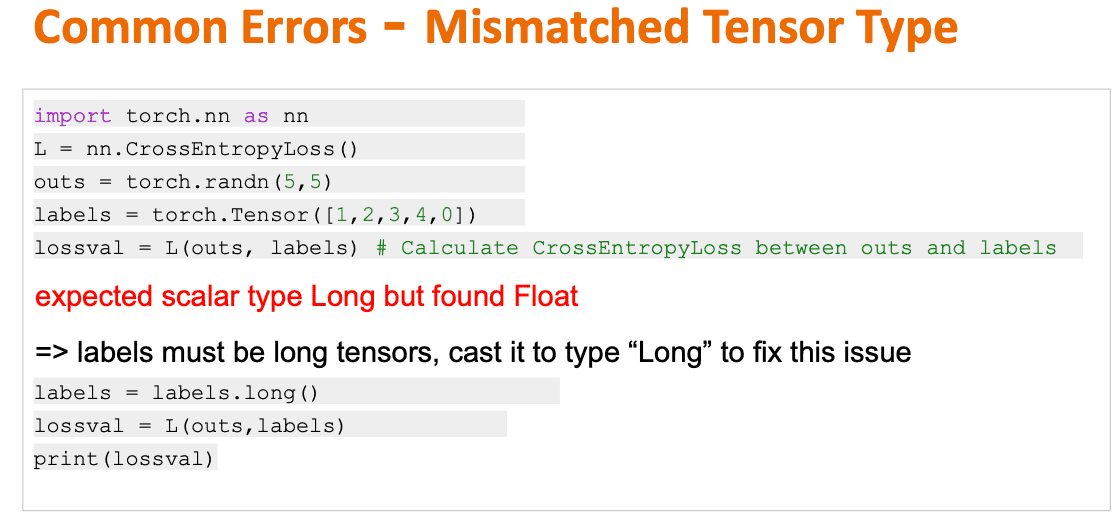 Common Errors - Mismatched Tensor Type
import torch.nn as nn
L = nn.CrossEntropyLoss()
outs = torch.randn(5,5)
labels = torch.Tensor([1,2,3,4,0])
lossval = L(outs, labels) # Calculate CrossEntropyLoss between outs and labels
expected scalar type Long but found Float
=> labels must be long tensors, cast it to type “Long” to fix this issue
labels = labels.long()
lossval = L(outs,labels)
print(lossval)